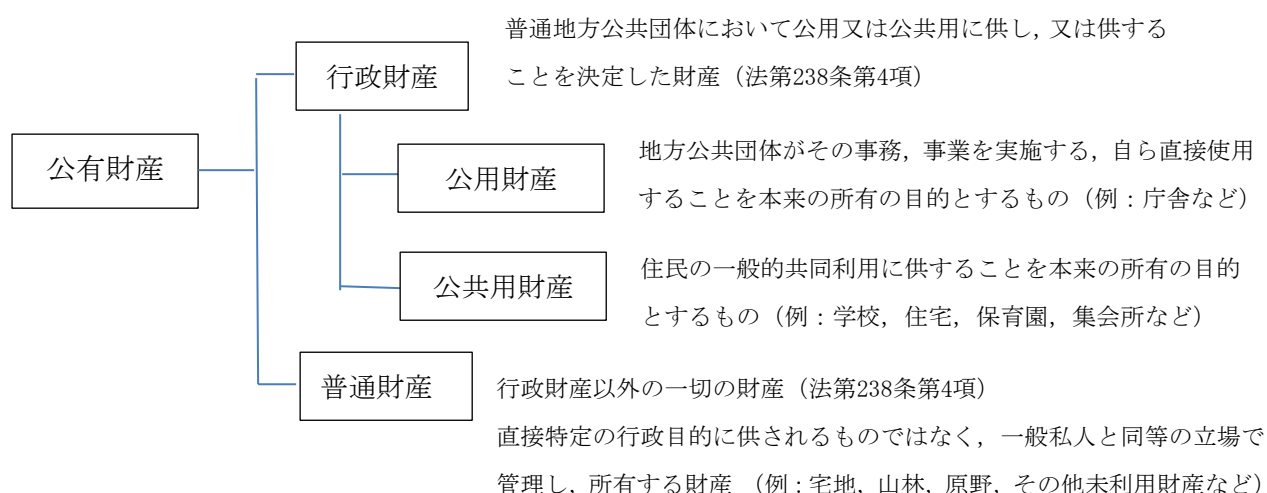 普通地方公共団体において公用又は公共用に供し，又は供する
行政財産
ことを決定した財産（法第238条第4項）
公有財産
地方公共団体がその事務，事業を実施する，自ら直接使用
公用財産
することを本来の所有の目的とするもの（例：庁舎など）
住民の一般的共同利用に供することを本来の所有の目的
公共用財産
とするもの（例：学校，住宅，保育園，集会所など）
普通財産
行政財産以外の一切の財産（法第238条第4項）
直接特定の行政目的に供されるものではなく，一般私人と同等の立場で
管理し，所有する財産 （例：宅地，山林，原野，その他未利用財産など）